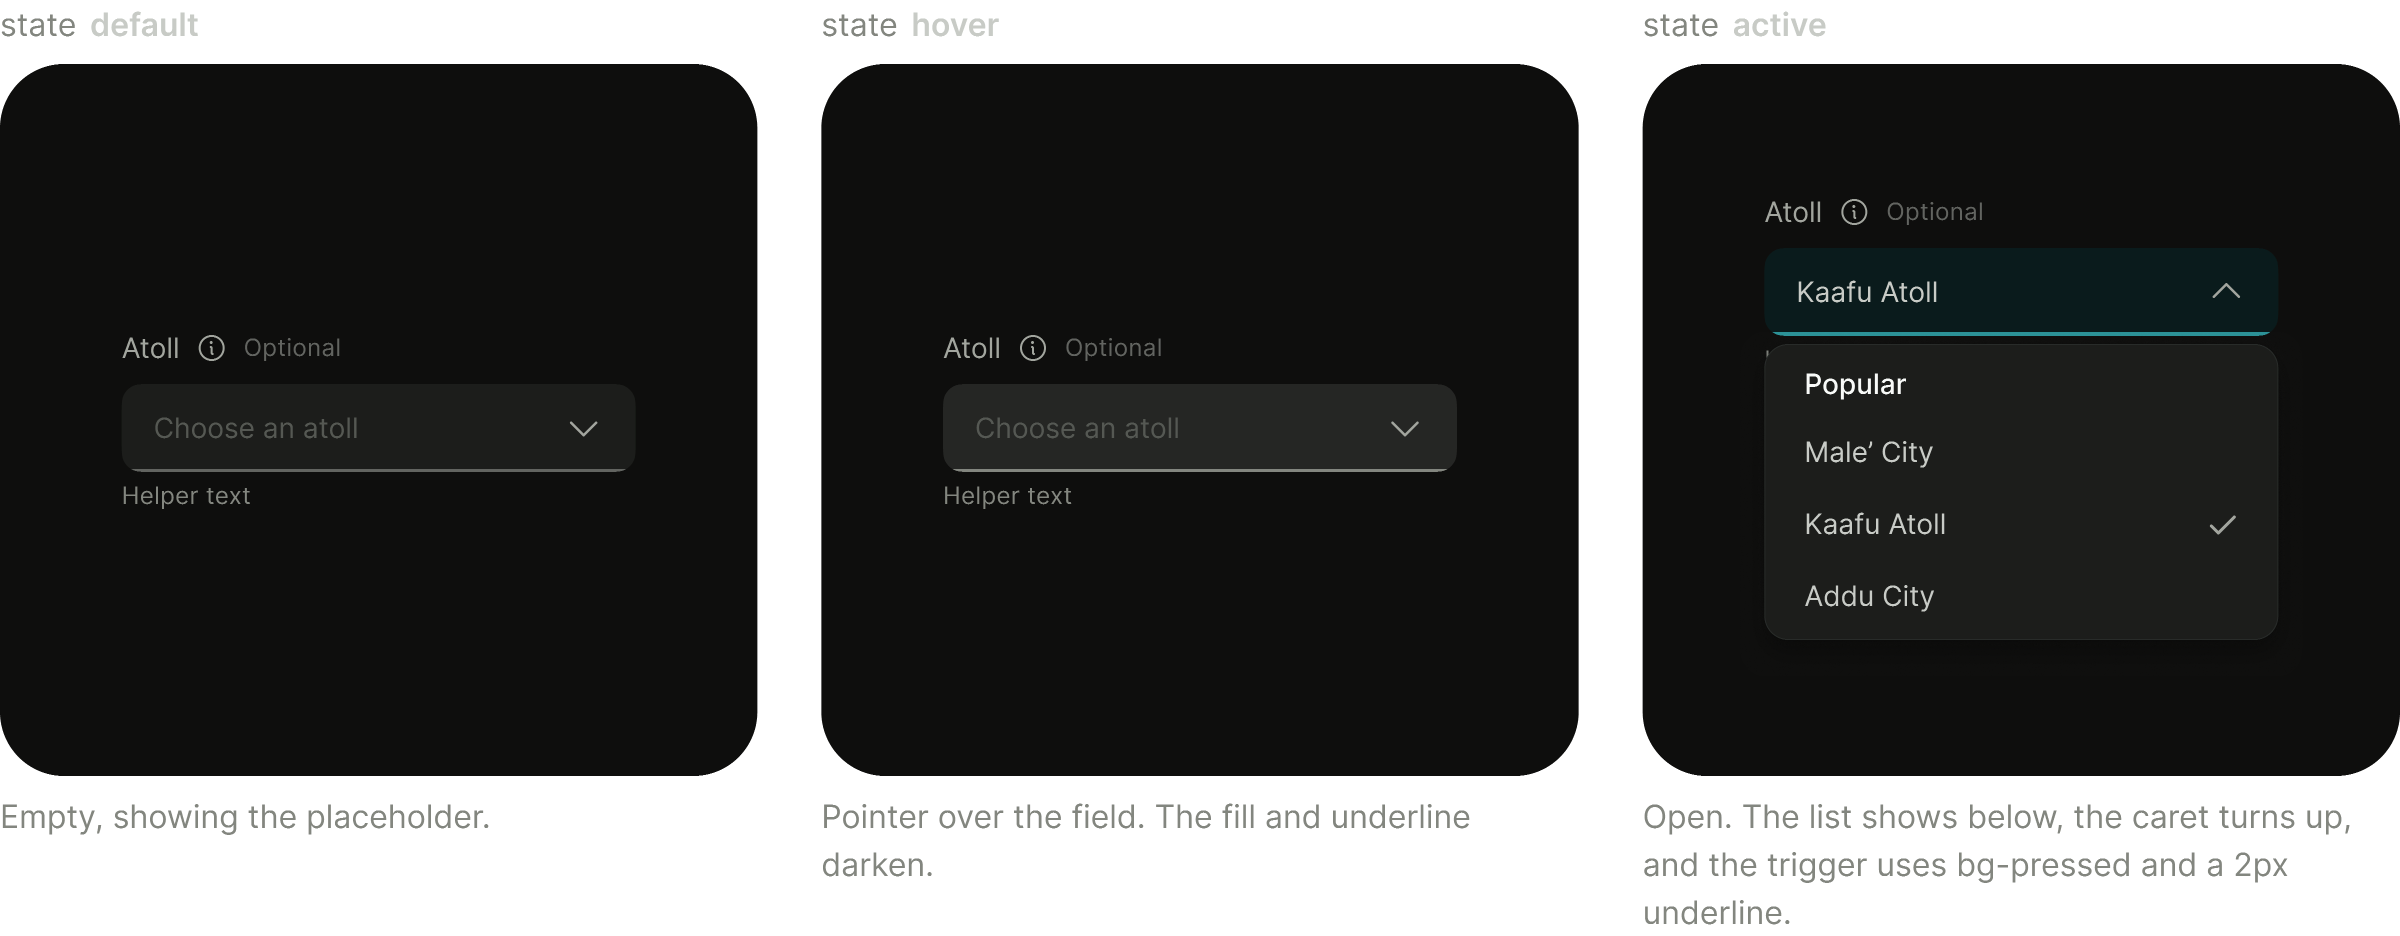 state default
Atoll Optional
Choose an atoll
Helper text
Empty, showing the placeholder.
state hover
Atoll Optional
Choose an atoll
Helper text
Pointer over the field. The fill and underline
darken.
state active
Atoll Optional
Kaafu Atoll
Popular
Male’ City
Kaafu Atoll
Addu City
Open. The list shows below, the caret turns up,
and the trigger uses bg-pressed and a 2px
underline.